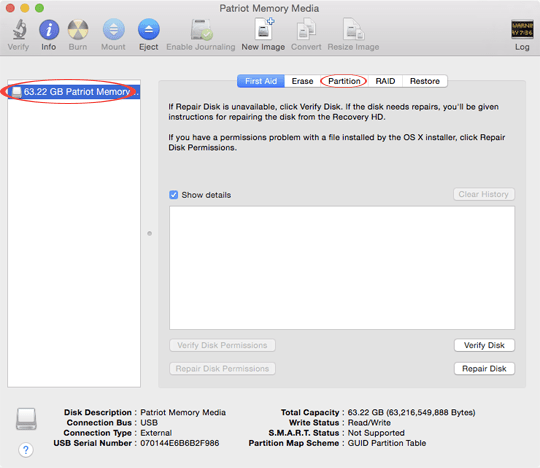 Patriot Memory Media
Verify Info Burn Mount Eject Enable Journaling New Image Convert Resize Image Log
63.22 GB Patriot Memory ...
First Aid Erase Partition RAID Restore
If Repair Disk is unavailable, click Verify Disk. If the disk needs repairs, you'll be given
instructions for repairing the disk from the Recovery HD.
If you have a permissions problem with a file installed by the OS X installer, click Repair
Disk Permissions.
Show details
Clear History
Verify Disk Permissions
Verify Disk
Repair Disk Permissions
Repair Disk
Disk Description : Patriot Memory Media
Connection Bus : USB
Connection Type : External
USB Serial Number : 070144E6B6B2F986
Total Capacity : 63.22 GB (63,216,549,888 Bytes)
Write Status : Read/Write
S.M.A.R.T. Status : Not Supported
Partition Map Scheme : GUID Partition Table
?